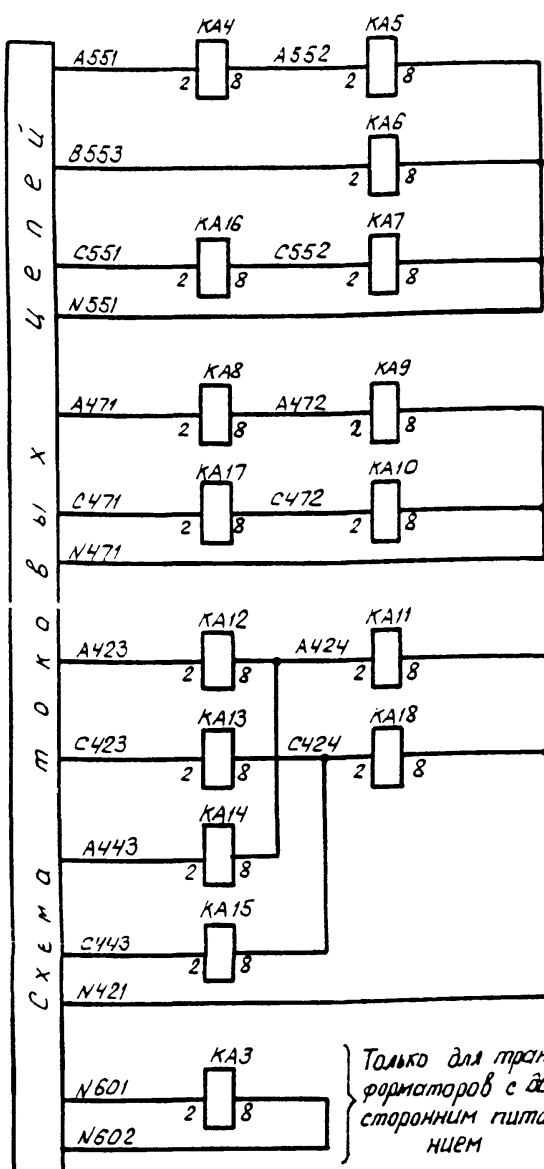 КА4 КА5
А551 А552
2 8 2 8
КА6
В553
2 8
КА16 КА7
С551 С552
2 8 2 8
N551
КА8 КА9
А471 А472
2 8 2 8
КА17 КА10
С471 С472
2 8 2 8
N471
КА12 КА11
А423 А424
2 8 2 8
КА13 КА18
С423 С424
2 8 2 8
КА14
А443
2 8
КА15
С443
2 8
N421
КА3
N601
2 8
N602
Схема токовых цепей
Только для тран
форматоров с дв
сторонним пита
нием